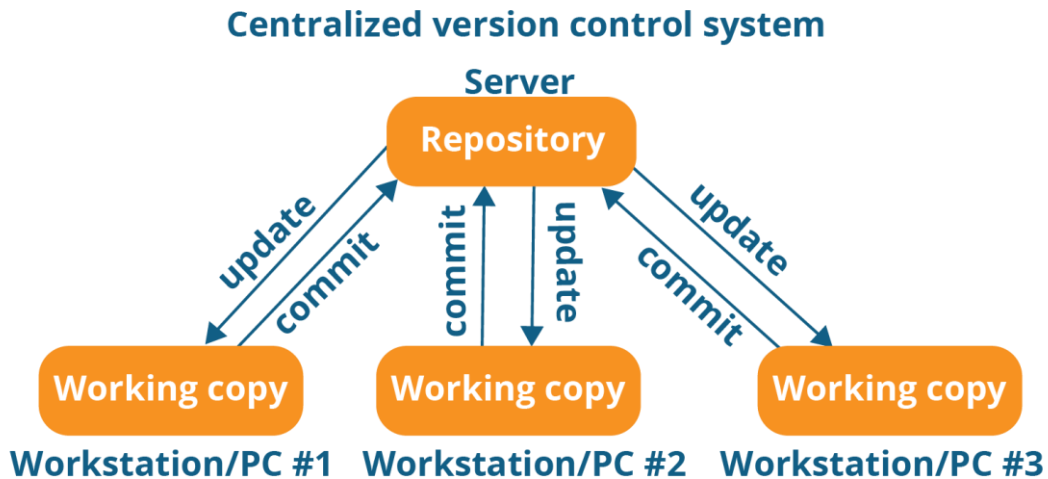 Centralized version control system
Server
Repository
update
commit
commit
update
update
commit
Working copy
Working copy
Working copy
Workstation/PC #1
Workstation/PC #2
Workstation/PC #3